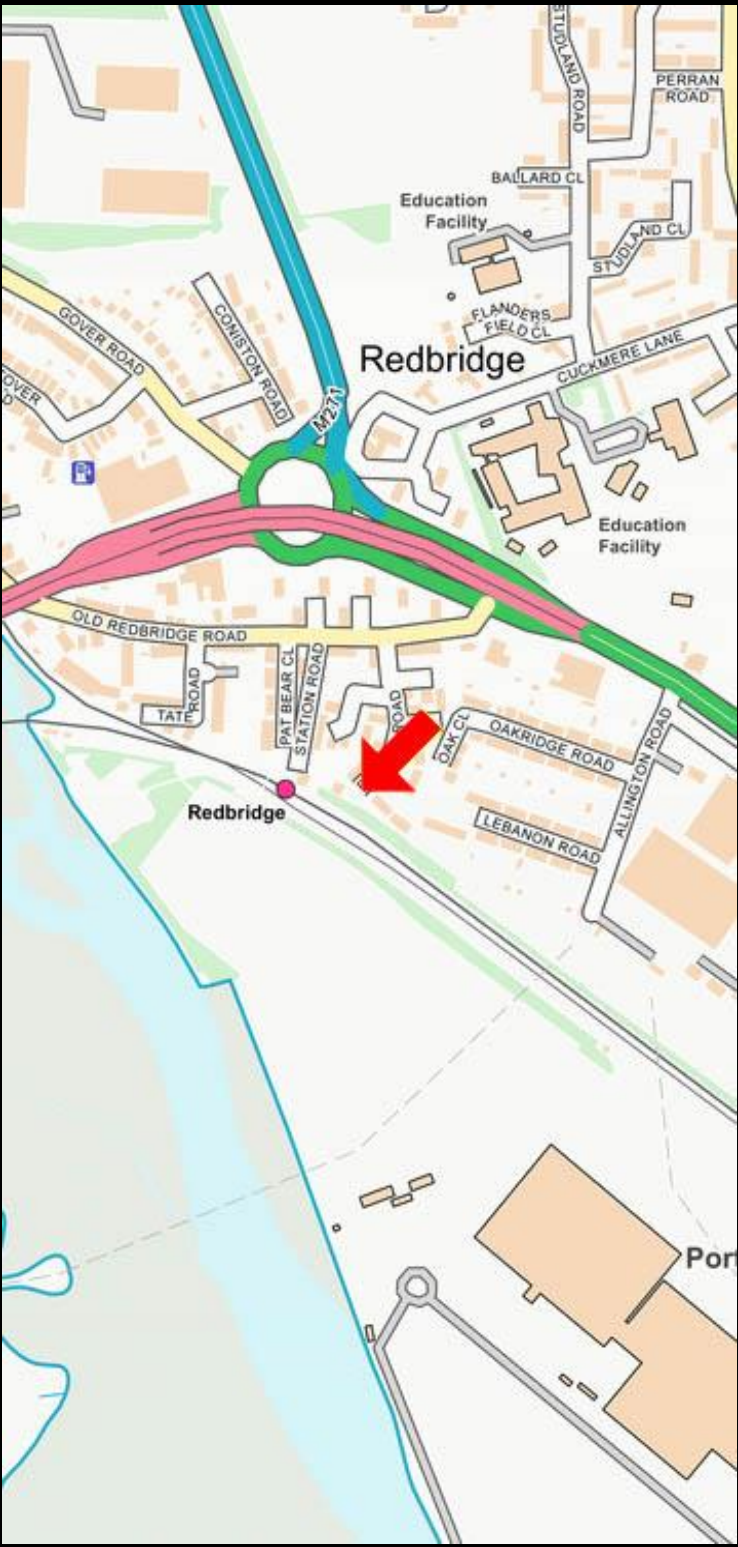 STUDLAND ROAD
PERRAN
ROAD
BALLARD CL
Education
Facility
STUDLAND CL
FLANDERS
FIELD CL
GOVER ROAD
CONISTON ROAD
Redbridge
CUCKMERE LANE
OVER
A271
Education
Facility
OLD REDBRIDGE ROAD
TATE ROAD
PAT BEAR CL
STATION ROAD
ROAD
OAK CL
OAKRIDGE ROAD
ALLINGTON ROAD
Redbridge
LEBANON ROAD
Port